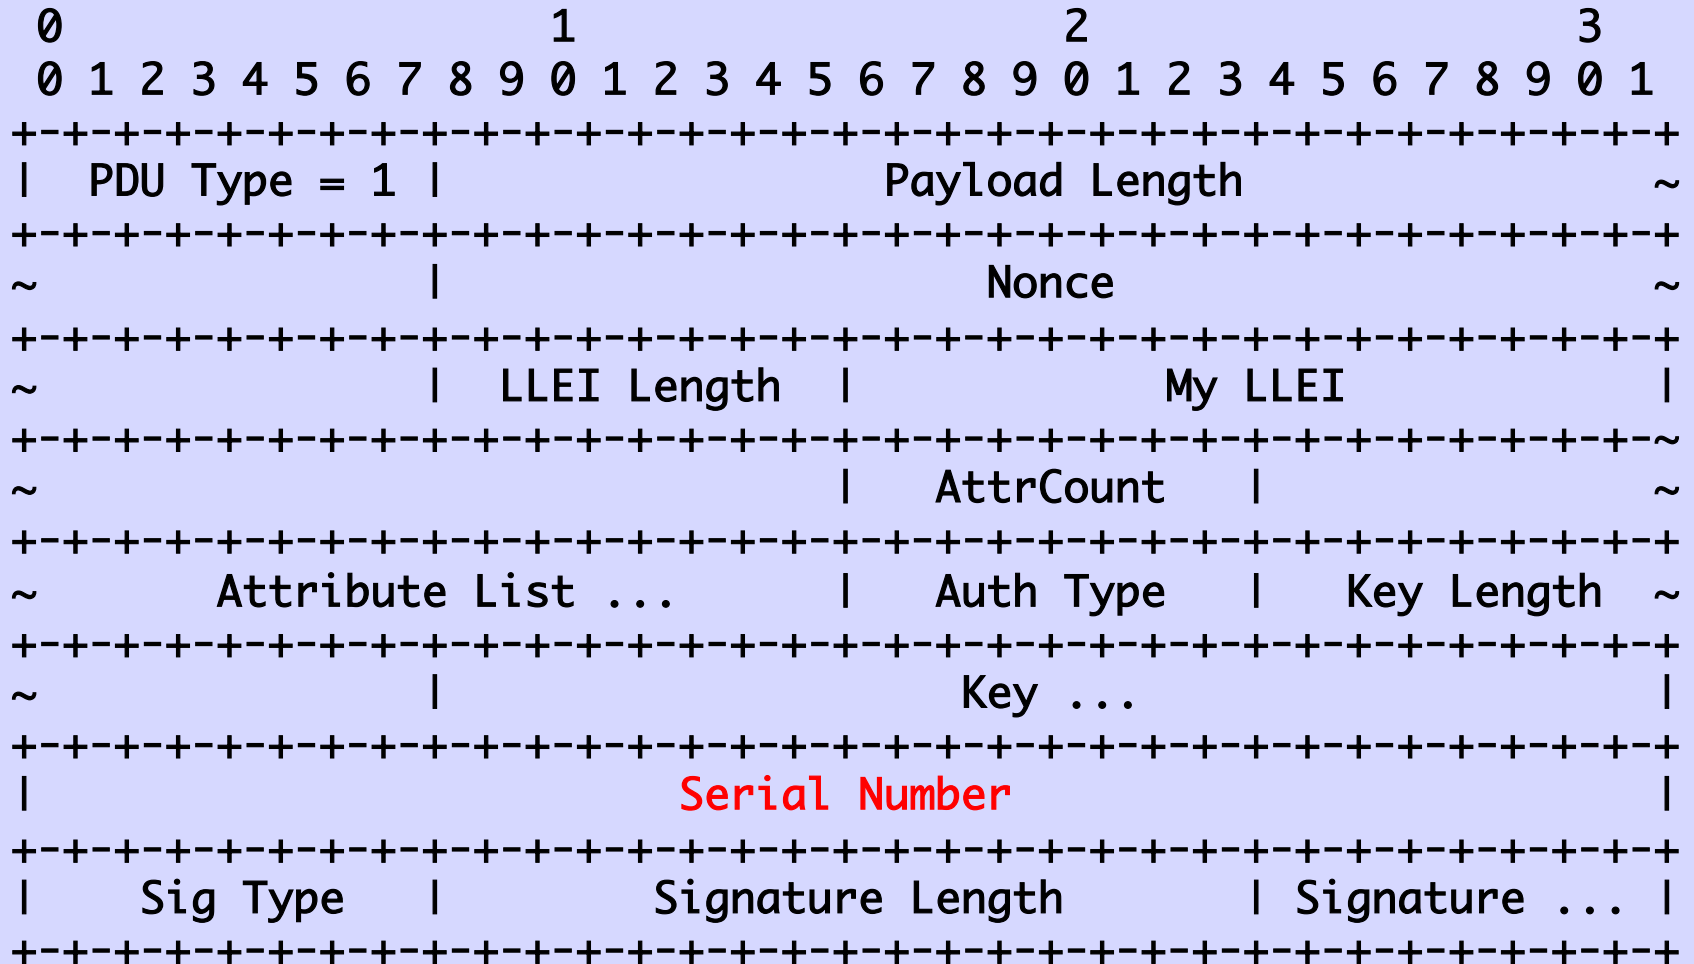 0                   1                   2                   3
 0 1 2 3 4 5 6 7 8 9 0 1 2 3 4 5 6 7 8 9 0 1 2 3 4 5 6 7 8 9 0 1
+-+-+-+-+-+-+-+-+-+-+-+-+-+-+-+-+-+-+-+-+-+-+-+-+-+-+-+-+-+-+-+-+
|  PDU Type = 1 |                 Payload Length                ~
+-+-+-+-+-+-+-+-+-+-+-+-+-+-+-+-+-+-+-+-+-+-+-+-+-+-+-+-+-+-+-+-+
~               |                     Nonce                     ~
+-+-+-+-+-+-+-+-+-+-+-+-+-+-+-+-+-+-+-+-+-+-+-+-+-+-+-+-+-+-+-+-+
~               |  LLEI Length  |            My LLEI            |
+-+-+-+-+-+-+-+-+-+-+-+-+-+-+-+-+-+-+-+-+-+-+-+-+-+-+-+-+-+-+-+-~
~                               |   AttrCount   |               ~
+-+-+-+-+-+-+-+-+-+-+-+-+-+-+-+-+-+-+-+-+-+-+-+-+-+-+-+-+-+-+-+-+
~       Attribute List ...      |   Auth Type   |   Key Length  ~
+-+-+-+-+-+-+-+-+-+-+-+-+-+-+-+-+-+-+-+-+-+-+-+-+-+-+-+-+-+-+-+-+
~               |                    Key ...                    |
+-+-+-+-+-+-+-+-+-+-+-+-+-+-+-+-+-+-+-+-+-+-+-+-+-+-+-+-+-+-+-+-+
|                         Serial Number                         |
+-+-+-+-+-+-+-+-+-+-+-+-+-+-+-+-+-+-+-+-+-+-+-+-+-+-+-+-+-+-+-+-+
|    Sig Type   |        Signature Length       | Signature ... |
+-+-+-+-+-+-+-+-+-+-+-+-+-+-+-+-+-+-+-+-+-+-+-+-+-+-+-+-+-+-+-+-+